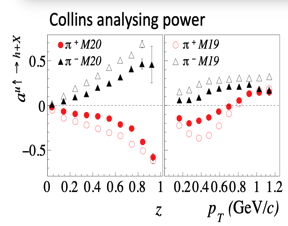 Collins analysing power
a^{u↑ → h+X}
0.5
0
−0.5
π⁺ M20
π⁻ M20
π⁺ M19
π⁻ M19
0 0.2 0.4 0.6 0.8 1
0.20.40.60.8 1 1.2
z
p_T (GeV/c)